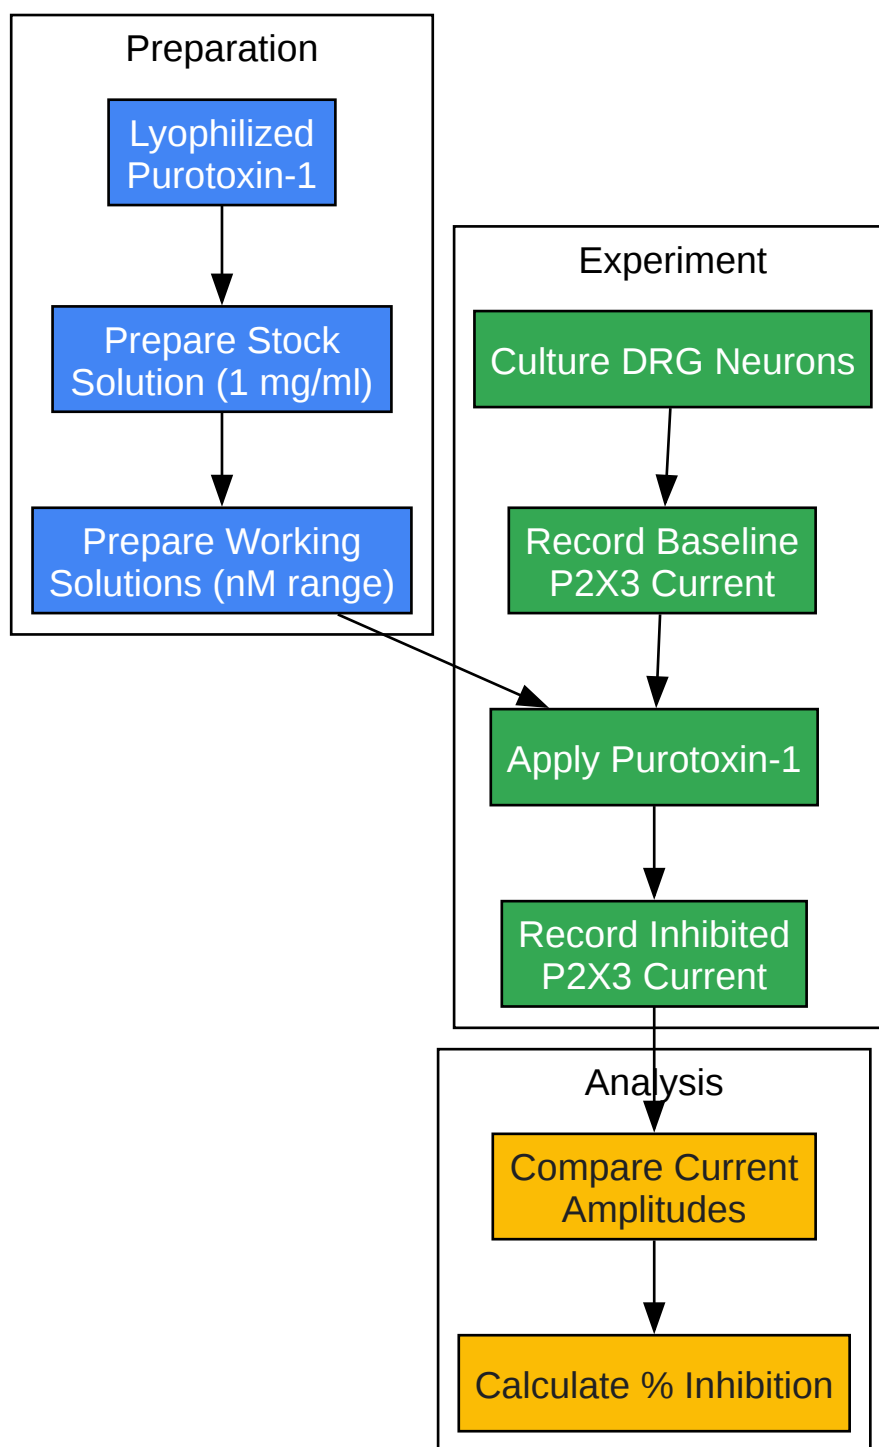 Preparation
Lyophilized
Purotoxin-1
Prepare Stock
Solution (1 mg/ml)
Prepare Working
Solutions (nM range)
Experiment
Culture DRG Neurons
Record Baseline
P2X3 Current
Apply Purotoxin-1
Record Inhibited
P2X3 Current
Analysis
Compare Current
Amplitudes
Calculate % Inhibition